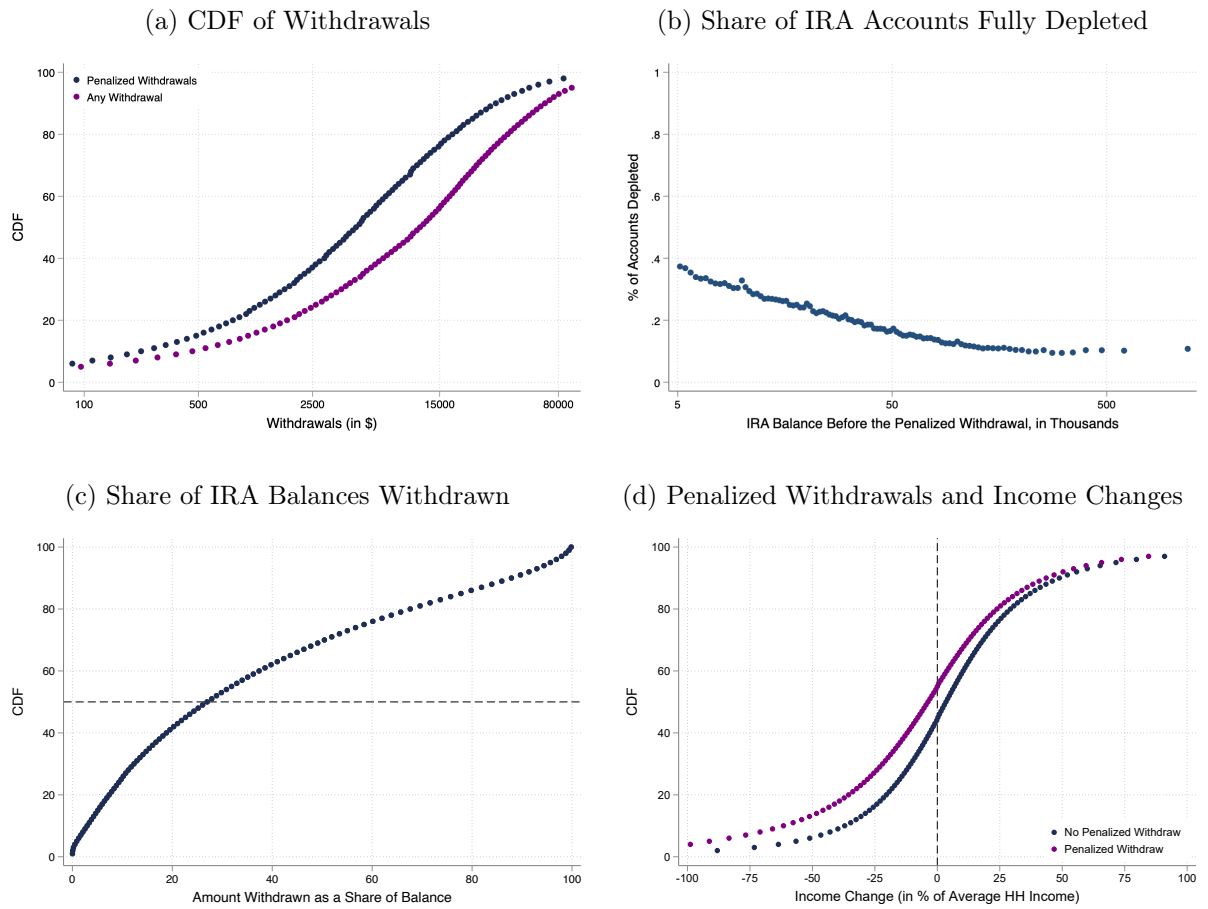 (a) CDF of Withdrawals
100
80
60
40
20
0
CDF
Penalized Withdrawals
Any Withdrawal
100
500
2500
15000
80000
Withdrawals (in $)
(b) Share of IRA Accounts Fully Depleted
1
.8
.6
.4
.2
0
% of Accounts Depleted
5
50
500
IRA Balance Before the Penalized Withdrawal, in Thousands
(c) Share of IRA Balances Withdrawn
100
80
60
40
20
0
CDF
0
20
40
60
80
100
Amount Withdrawn as a Share of Balance
(d) Penalized Withdrawals and Income Changes
100
80
60
40
20
0
CDF
No Penalized Withdraw
Penalized Withdraw
-100
-75
-50
-25
0
25
50
75
100
Income Change (in % of Average HH Income)